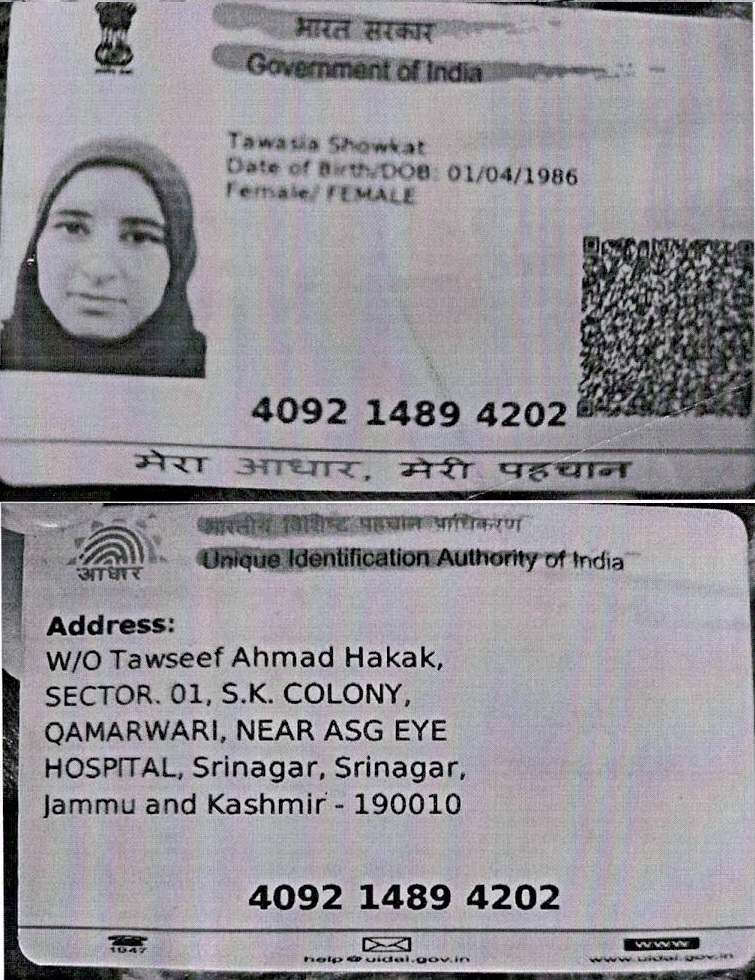 भारत सरकार
Government of India
Tawasia Showkat
Date of Birth/DOB: 01/04/1986
Female/ FEMALE
4092 1489 4202
मेरा आधार, मेरी पहचान
भारतीय विशिष्ट पहचान प्राधिकरण
Unique Identification Authority of India
आधार
Address:
W/O Tawseef Ahmad Hakak,
SECTOR. 01, S.K. COLONY,
QAMARWARI, NEAR ASG EYE
HOSPITAL, Srinagar, Srinagar,
Jammu and Kashmir - 190010
4092 1489 4202
1947
help@uidai.gov.in
WWW
www.uidai.gov.in